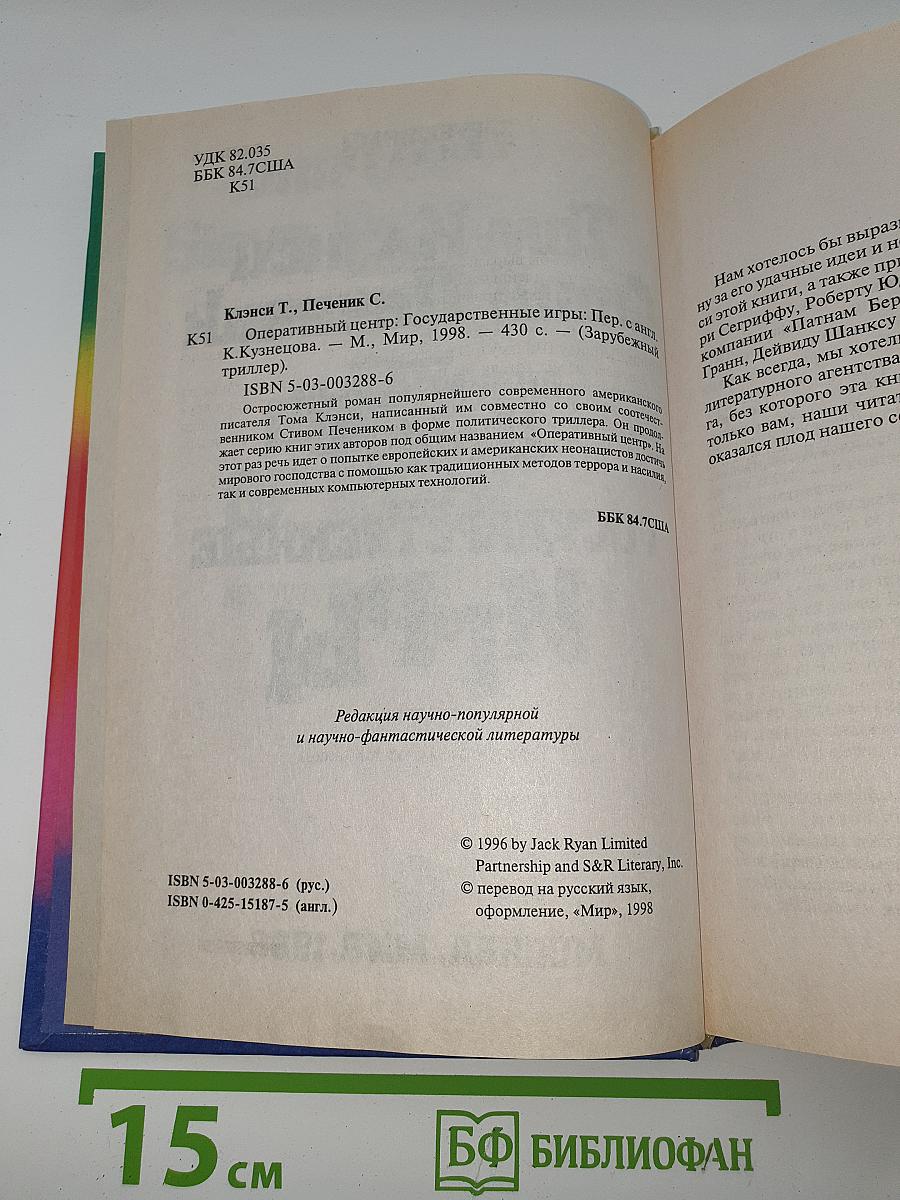 УДК 82.035
ББК 84.7США
К51
Клэнси Т., Печеник С.
К51 Оперативный центр: Государственные игры: Пер. с англ.
К.Кузнецова. — М., Мир, 1998. — 430 с. — (Зарубежный
триллер).
ISBN 5-03-003288-6
Остросюжетный роман популярнейшего современного американского
писателя Тома Клэнси, написанный им совместно со своим соотечест-
венником Стивом Печеником в форме политического триллера. Он продол-
жает серию книг этих авторов под общим названием «Оперативный центр». На
этот раз речь идет о попытке европейских и американских неонацистов достичь
мирового господства с помощью как традиционных методов террора и насилия,
так и современных компьютерных технологий.
ББК 84.7США
Редакция научно-популярной
и научно-фантастической литературы
ISBN 5-03-003288-6 (рус.)
ISBN 0-425-15187-5 (англ.)
© 1996 by Jack Ryan Limited
Partnership and S&R Literary, Inc.
© перевод на русский язык,
оформление, «Мир», 1998
Нам хотелось бы
ну за его удачные идеи и
си этой книги, а также
ри Сегриффу, Роберту
компании «Патнам
Гранн, Дейвиду Шанксу
Как всегда, мы
литературного агентства
га, без которого эта
только вам, наши
оказался плод нашего
15 см
БФ БИБЛИОФАН